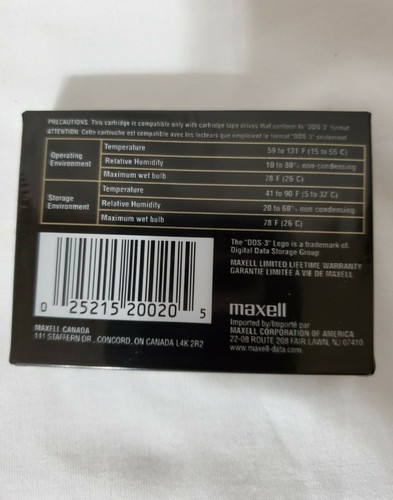 PRECAUTIONS: This cartridge is compatible only with cartridge tape drives that conform to "DDS-3" format
ATTENTION: Cette cartouche est compatible avec les lecteurs que emploient le format "DDS-3" seulement
Operating Environment
Temperature 59 to 131 F (15 to 55 C)
Relative Humidity 10 to 80% non-condensing
Maximum wet bulb 78 F (26 C)
Storage Environment
Temperature 41 to 90 F (5 to 32 C)
Relative Humidity 20 to 60% non condensing
Maximum wet bulb 78 F (26 C)
The "DDS-3" Logo is a trademark of
Digital Data Storage Group
MAXELL LIMITED LIFETIME WARRANTY
GARANTIE LIMITÉE À VIE DE MAXELL
0 25215 20020 5
maxell
Imported by/Importé par
MAXELL CORPORATION OF AMERICA
22-08 ROUTE 208 FAIR LAWN, NJ 07410
www.maxell-data.com
MAXELL CANADA
111 STAFFERN DR., CONCORD, ON CANADA L4K 2R2